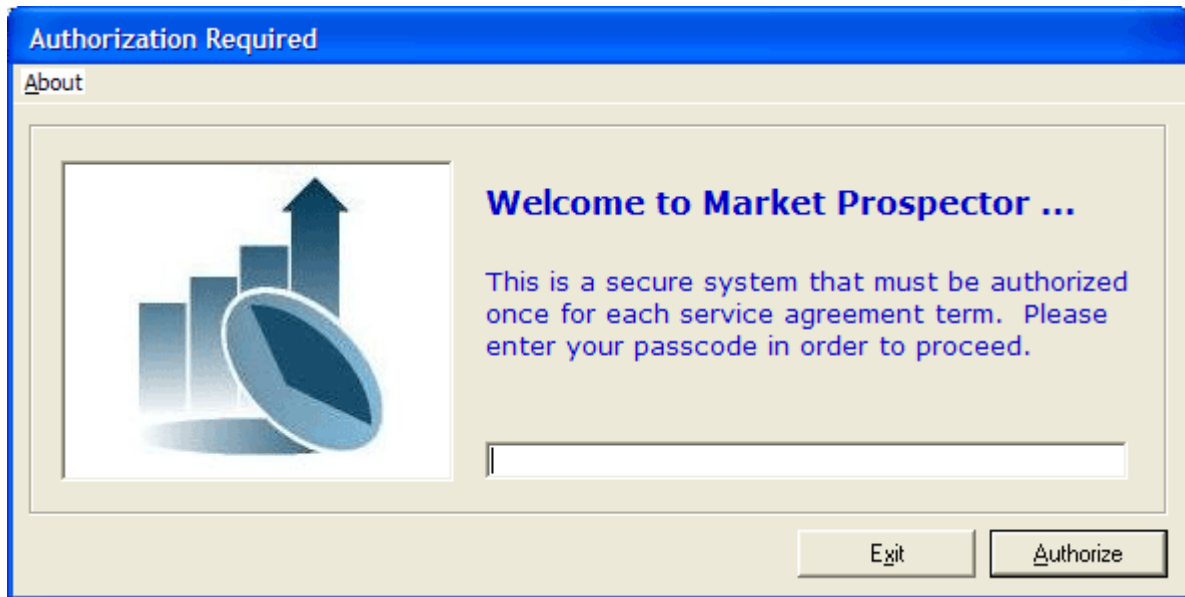 Authorization Required
About
Welcome to Market Prospector ...
This is a secure system that must be authorized
once for each service agreement term.  Please
enter your passcode in order to proceed.
Exit
Authorize